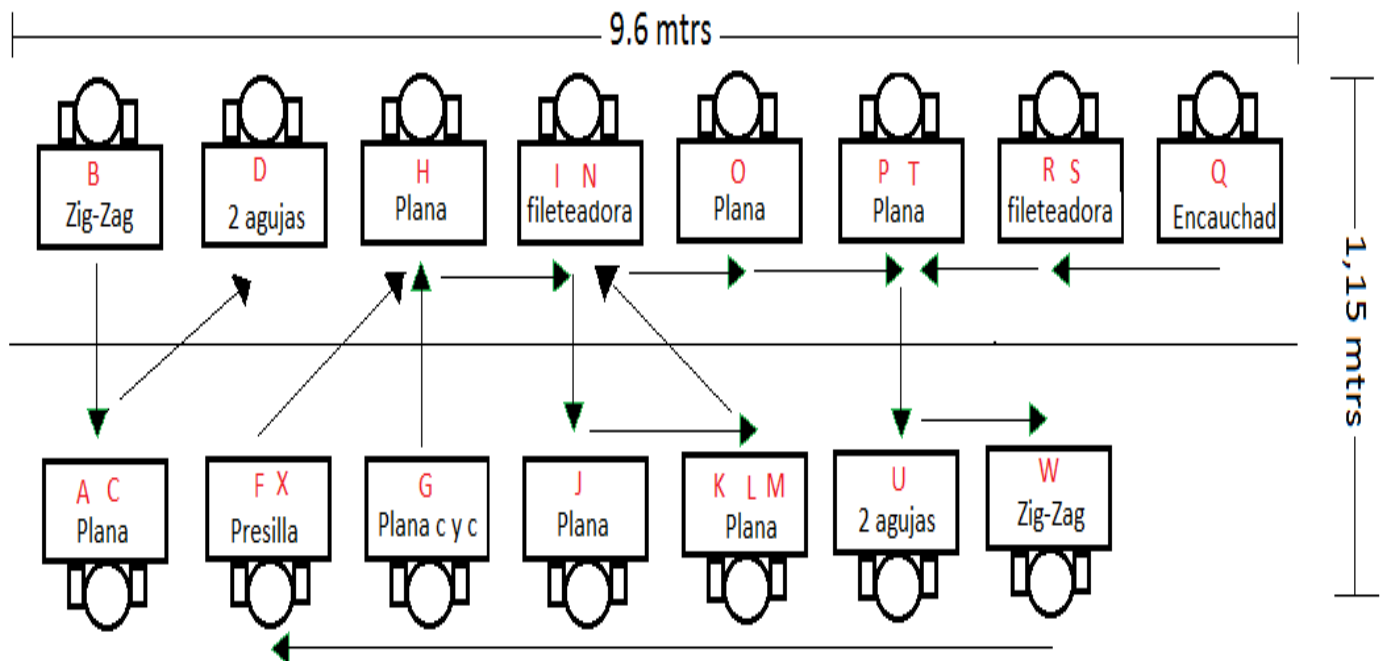 9.6 mtrs
B
Zig-Zag
D
2 agujas
H
Plana
I N
fileteadora
O
Plana
P T
Plana
R S
fileteadora
Q
Encauchad
1,15 mtrs
A C
Plana
F X
Presilla
G
Plana c y c
J
Plana
K L M
Plana
U
2 agujas
W
Zig-Zag